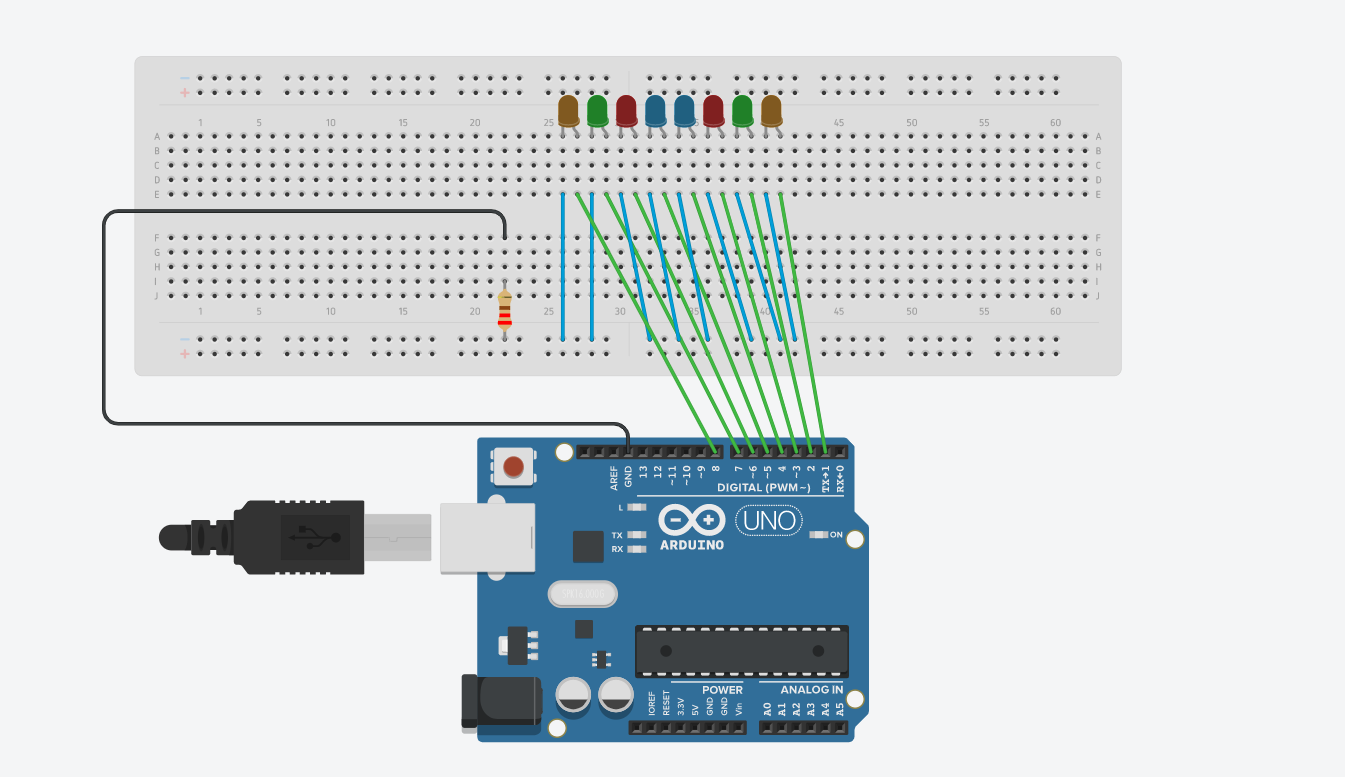 − −
+ +
1 5 10 15 20 25 35 45 50 55 60
A A
B B
C C
D D
E E
F F
G G
H H
I I
J J
1 5 10 15 20 25 30 35 40 45 50 55 60
−
+
AREF GND 13 12 ~11 ~10 ~9 8 7 ~6 ~5 4 ~3 2 TX→1 RX←0
DIGITAL (PWM~)
L
TX
RX
ARDUINO
UNO
ON
POWER
ANALOG IN
IOREF RESET 3.3V 5V GND GND Vin A0 A1 A2 A3 A4 A5